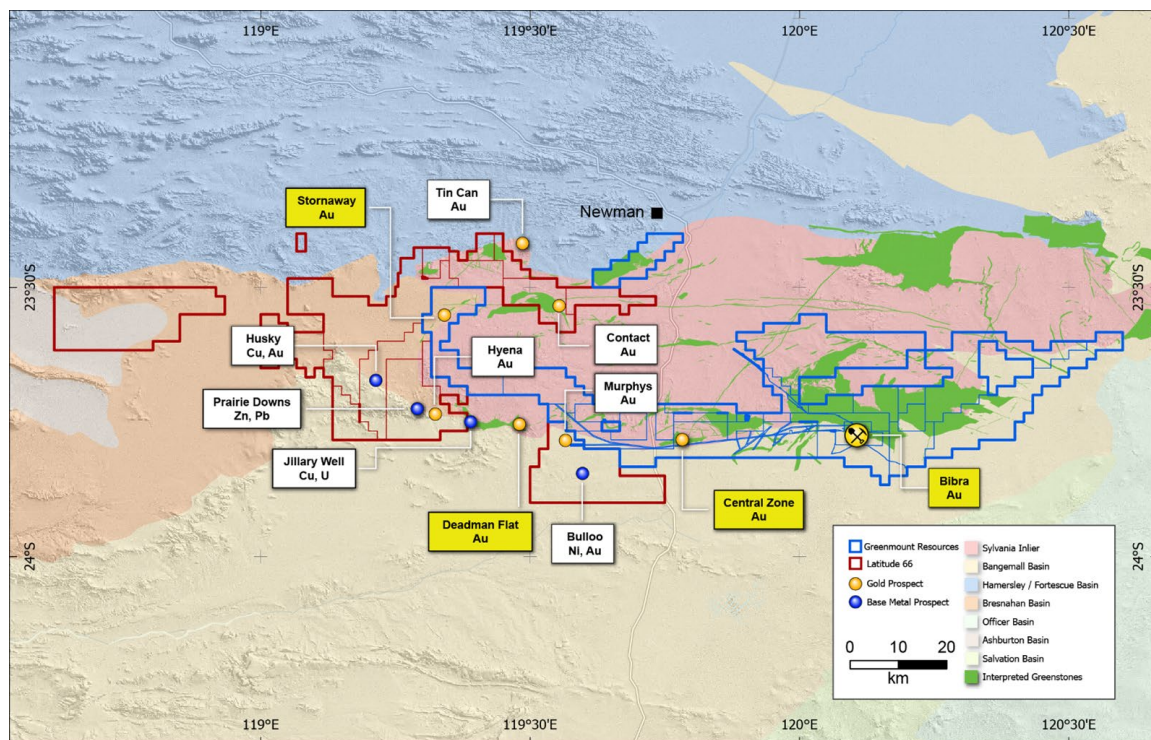 119°E
119°30'E
120°E
120°30'E
Stornaway
Au
Tin Can
Au
Newman
23°30'S
23°30'S
Husky
Cu, Au
Contact
Au
Hyena
Au
Murphys
Au
Prairie Downs
Zn, Pb
Jillary Well
Cu, U
Bibra
Au
Central Zone
Au
Deadman Flat
Au
Bulloo
Ni, Au
24°S
24°S
Greenmount Resources
Latitude 66
Gold Prospect
Base Metal Prospect
0 10 20
km
Sylvania Inlier
Bangemall Basin
Hamersley / Fortescue Basin
Bresnahan Basin
Officer Basin
Ashburton Basin
Salvation Basin
Interpreted Greenstones
119°E
119°30'E
120°E
120°30'E